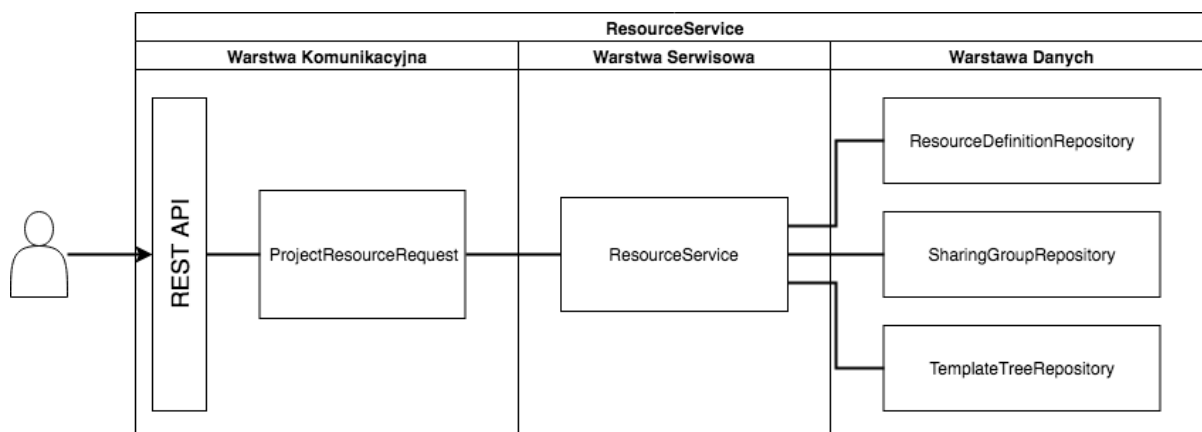 ResourceService
Warstwa Komunikacyjna
Warstwa Serwisowa
Warstawa Danych
REST API
ProjectResourceRequest
ResourceService
ResourceDefinitionRepository
SharingGroupRepository
TemplateTreeRepository